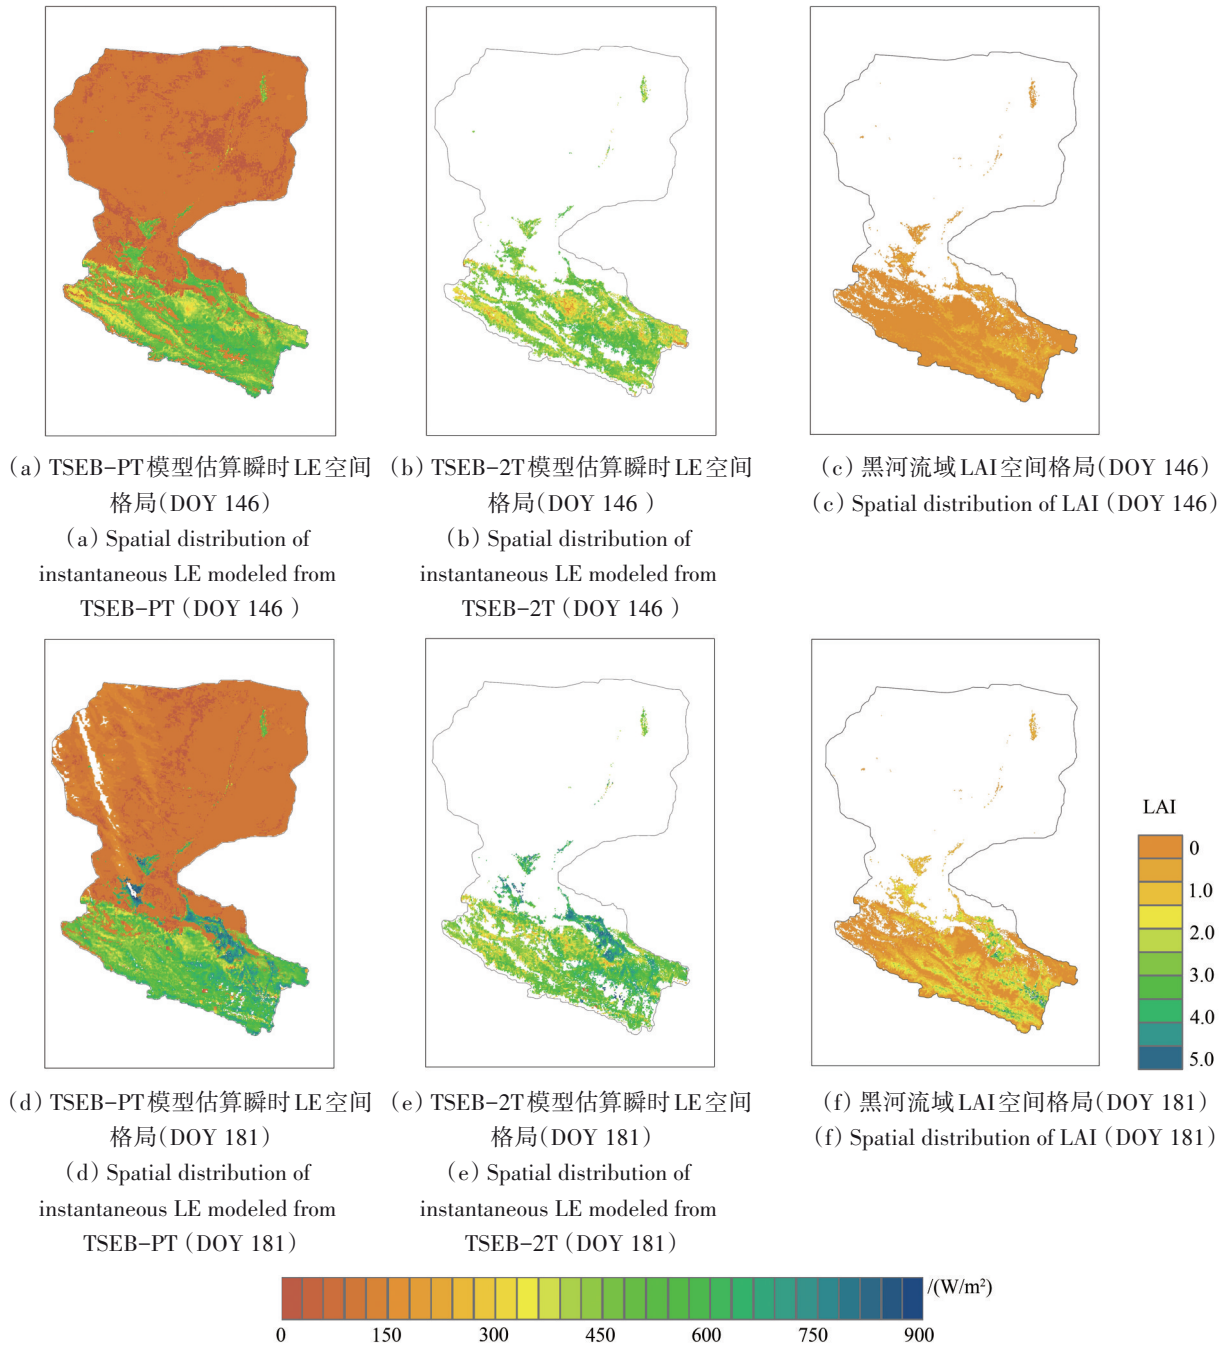 (a) TSEB-PT模型估算瞬时LE空间
格局(DOY 146)
(a) Spatial distribution of
instantaneous LE modeled from
TSEB-PT (DOY 146 )
(b) TSEB-2T模型估算瞬时LE空间
格局(DOY 146 )
(b) Spatial distribution of
instantaneous LE modeled from
TSEB-2T (DOY 146 )
(c) 黑河流域LAI空间格局(DOY 146)
(c) Spatial distribution of LAI (DOY 146)
LAI
0
1.0
2.0
3.0
4.0
5.0
(d) TSEB-PT模型估算瞬时LE空间
格局(DOY 181)
(d) Spatial distribution of
instantaneous LE modeled from
TSEB-PT (DOY 181)
(e) TSEB-2T模型估算瞬时LE空间
格局(DOY 181)
(e) Spatial distribution of
instantaneous LE modeled from
TSEB-2T (DOY 181)
(f) 黑河流域LAI空间格局(DOY 181)
(f) Spatial distribution of LAI (DOY 181)
/(W/m²)
0 150 300 450 600 750 900